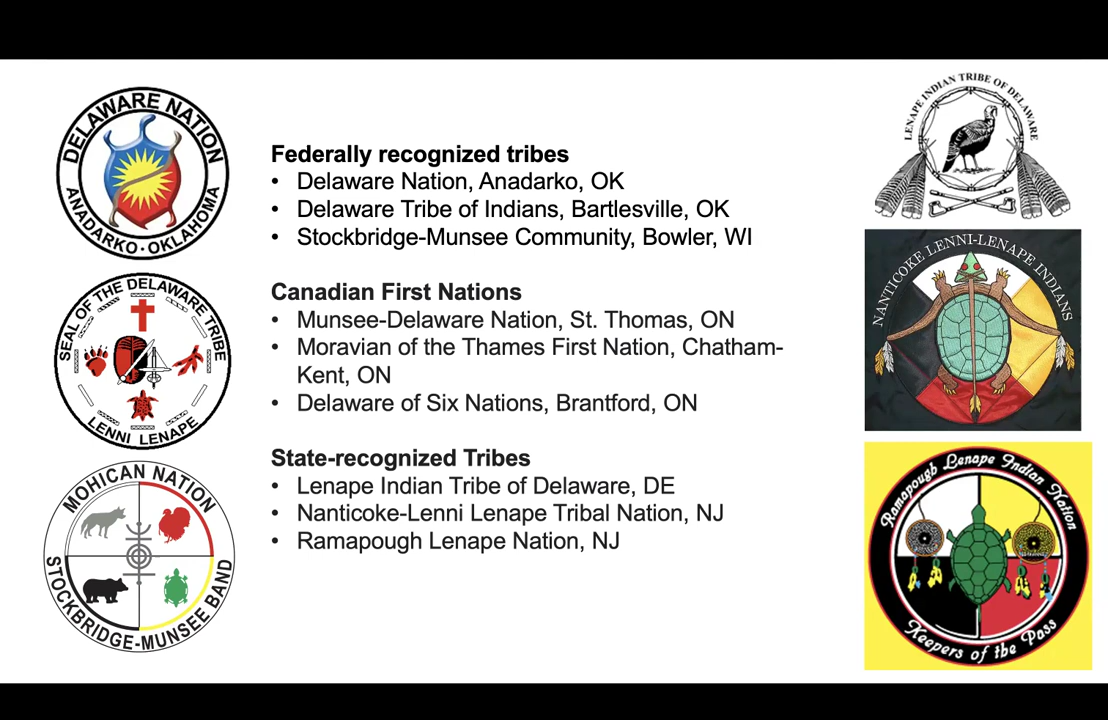 DELAWARE NATION
ANADARKO · OKLAHOMA
SEAL OF THE DELAWARE TRIBE
LENNI LENAPE
MOHICAN NATION
STOCKBRIDGE-MUNSEE BAND
Federally recognized tribes
• Delaware Nation, Anadarko, OK
• Delaware Tribe of Indians, Bartlesville, OK
• Stockbridge-Munsee Community, Bowler, WI
Canadian First Nations
• Munsee-Delaware Nation, St. Thomas, ON
• Moravian of the Thames First Nation, Chatham-
Kent, ON
• Delaware of Six Nations, Brantford, ON
State-recognized Tribes
• Lenape Indian Tribe of Delaware, DE
• Nanticoke-Lenni Lenape Tribal Nation, NJ
• Ramapough Lenape Nation, NJ
LENAPE INDIAN TRIBE OF DELAWARE
NANTICOKE LENNI-LENAPE INDIANS
Ramapough Lenape Indian Nation
Keepers of the Pass